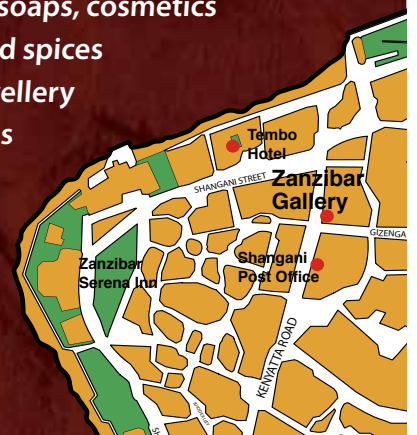 soaps, cosmetics
d spices
ellery
s
Tembo
Hotel
SHANGANI STREET
Zanzibar
Gallery
GIZENGA
Zanzibar
Serena Inn
Shangani
Post Office
KENYATTA ROAD